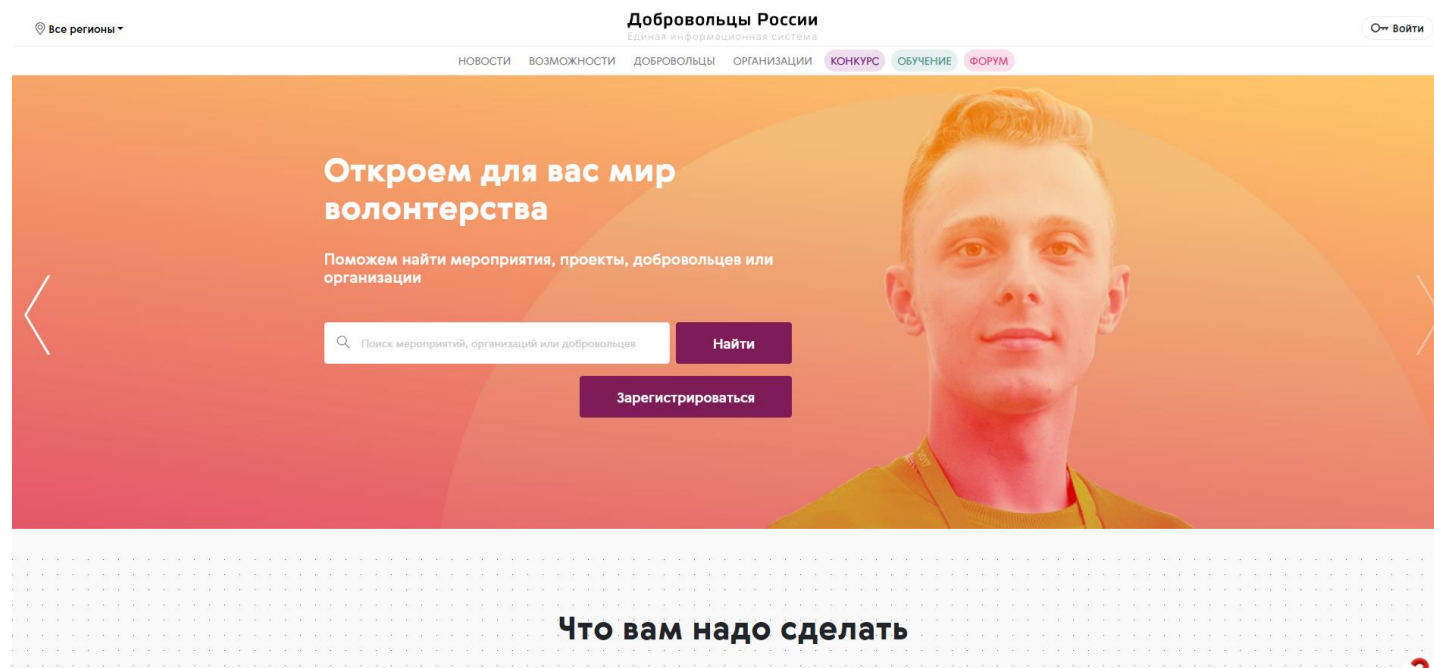 Все регионы
Добровольцы России
Единая информационная система
Войти
НОВОСТИ ВОЗМОЖНОСТИ ДОБРОВОЛЬЦЫ ОРГАНИЗАЦИИ КОНКУРС ОБУЧЕНИЕ ФОРУМ
Откроем для вас мир
волонтерства
Поможем найти мероприятия, проекты, добровольцев или
организации
Поиск мероприятий, организаций или добровольцев
Найти
Зарегистрироваться
2017
Что вам надо сделать